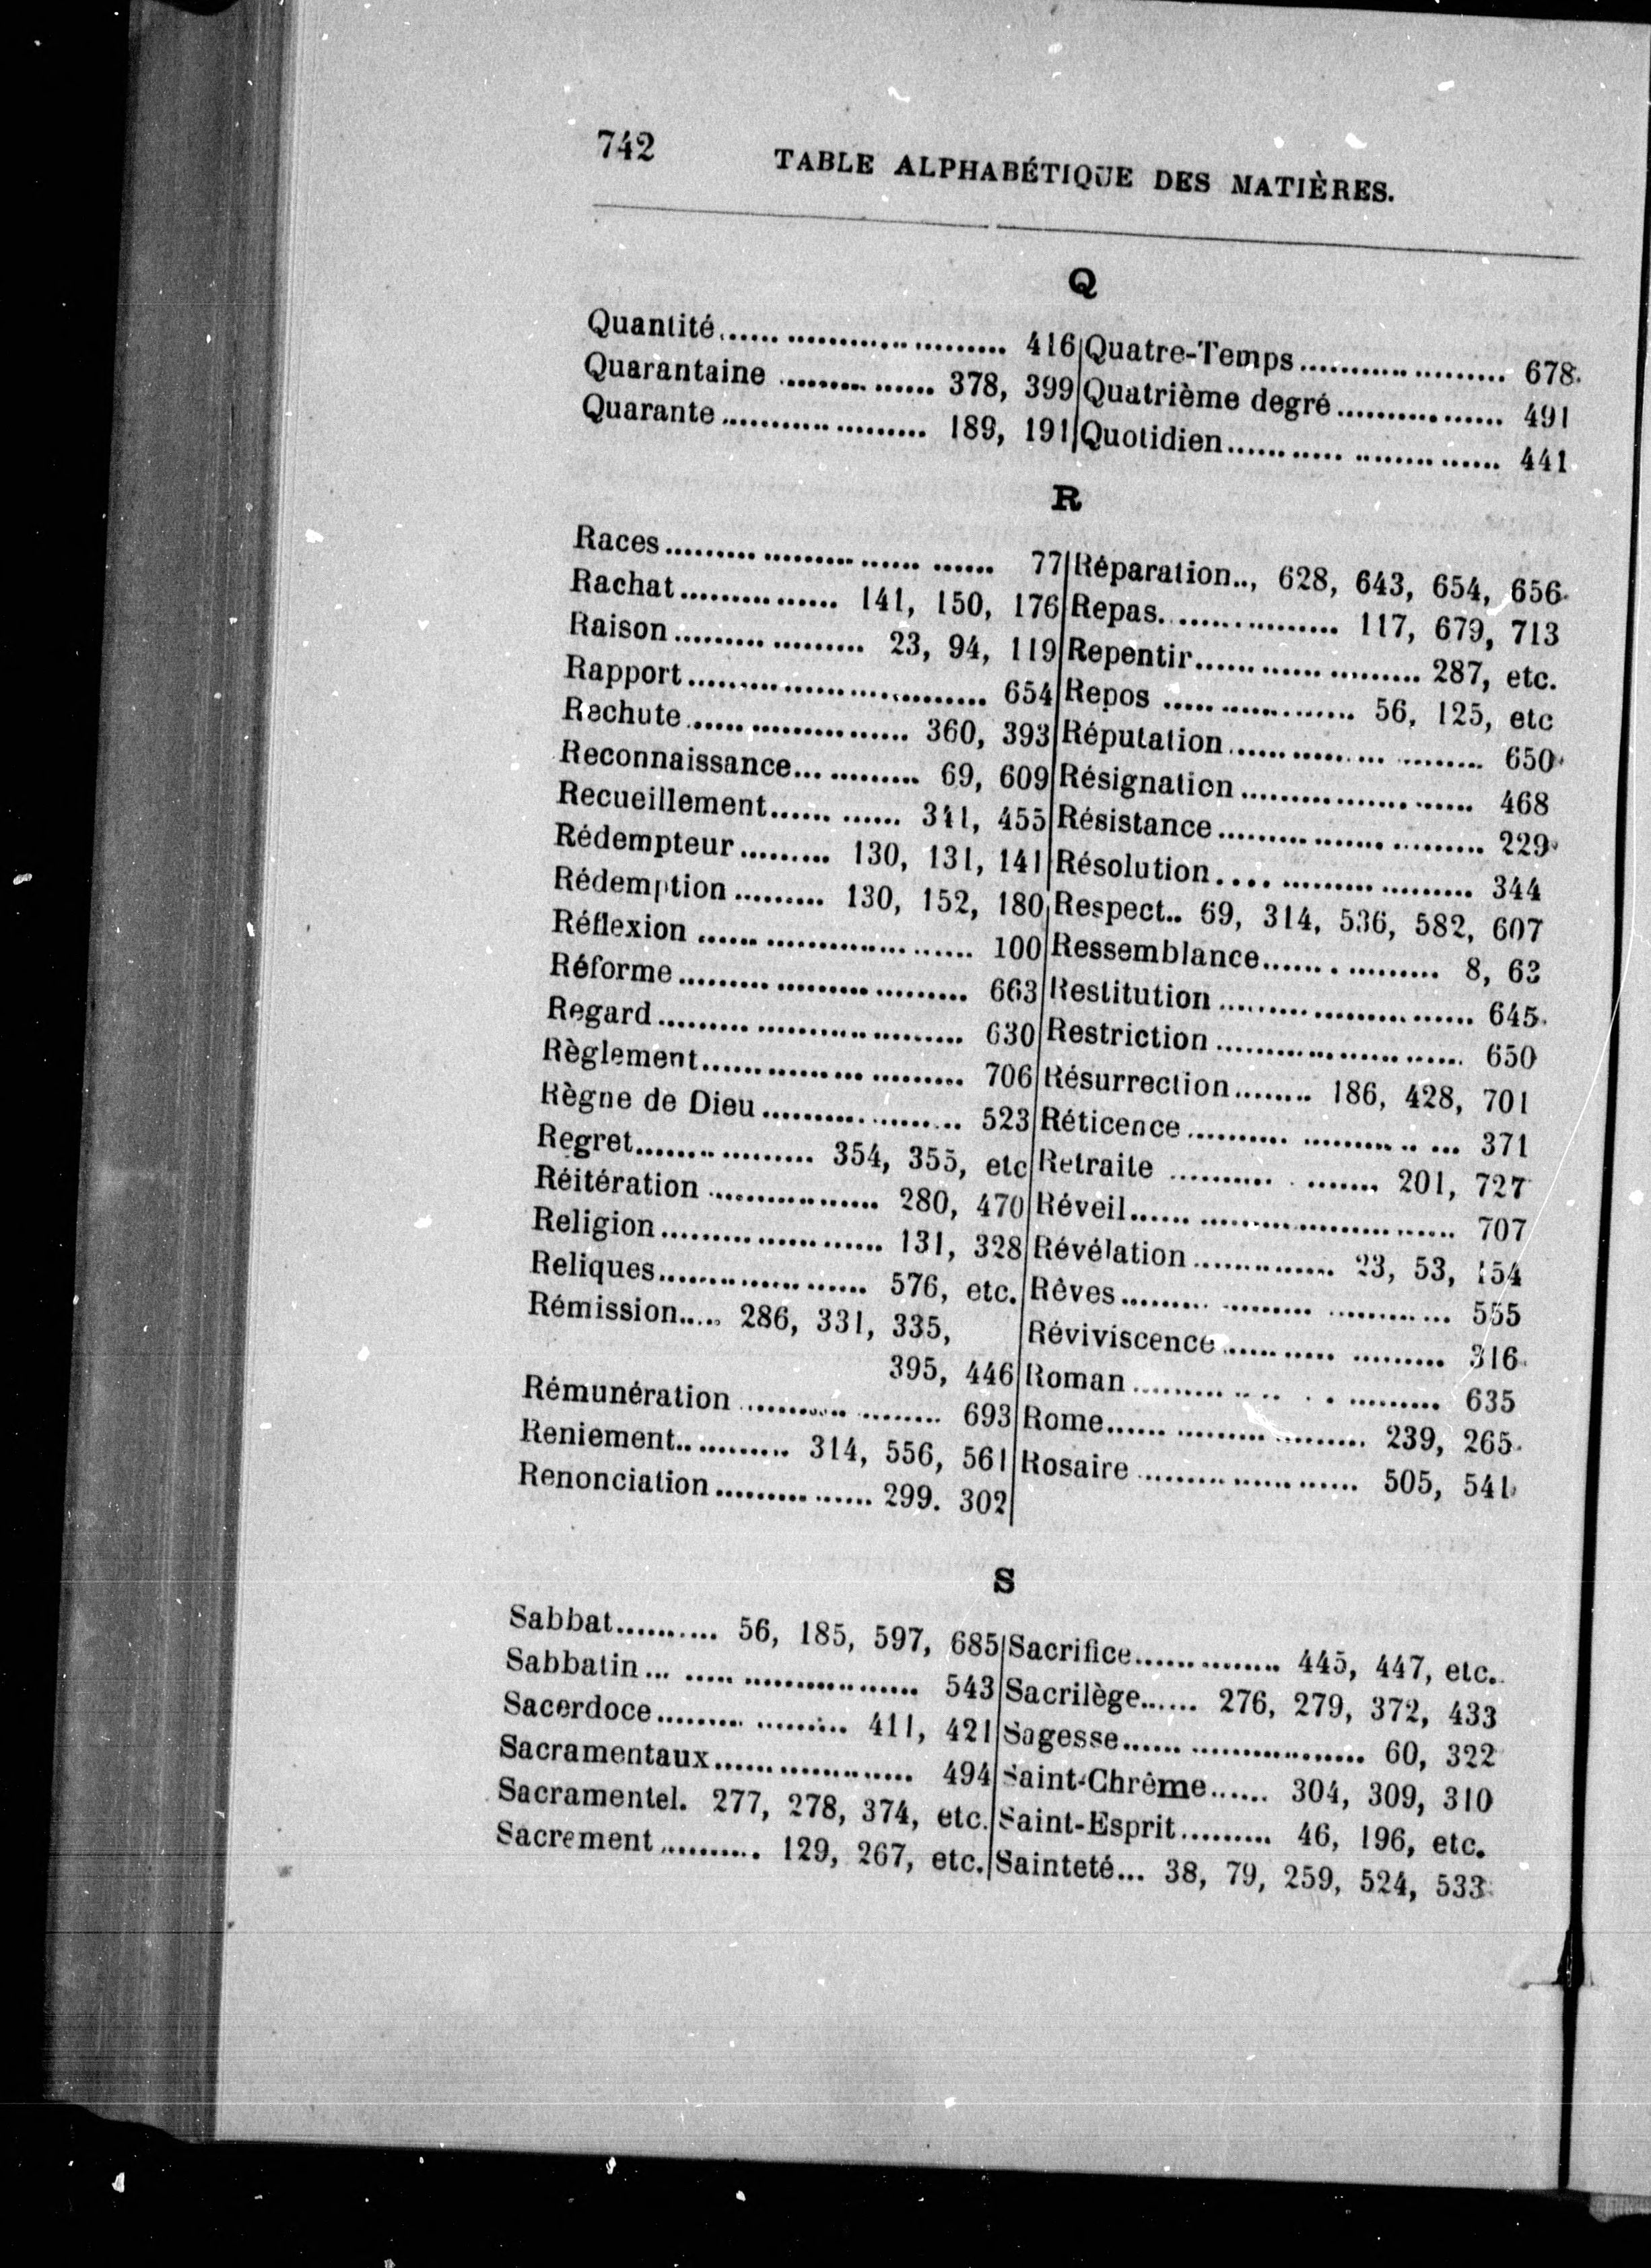 742
TABLE ALPHABÉTIQUE DES MATIÈRES.
Q
Quantité........ 416
Quarantaine ........ 378, 399
Quarante ........ 189, 191
Quatre-Temps ........ 678
Quatrième degré ........ 491
Quotidien ........ 441
R
Races ........ 77
Rachat ........ 141, 150, 176
Raison ........ 23, 94, 119
Rapport ........ 654
Rechute ........ 360, 393
Reconnaissance ........ 69, 609
Recueillement ........ 341, 455
Rédempteur ........ 130, 131, 141
Rédemption ........ 130, 152, 180
Réflexion ........ 100
Réforme ........ 663
Regard ........ 630
Règlement ........ 706
Règne de Dieu ........ 523
Regret ........ 354, 355, etc
Réitération ........ 280, 470
Religion ........ 131, 328
Reliques ........ 576, etc.
Rémission..... 286, 331, 335,
395, 446
Rémunération ........ 693
Reniement ........ 314, 556, 561
Renonciation ........ 299. 302
Réparation.., 628, 643, 654, 656
Repas ........ 117, 679, 713
Repentir ........ 287, etc.
Repos ........ 56, 125, etc
Réputation ........ 650
Résignation ........ 468
Résistance ........ 229
Résolution ........ 344
Respect.. 69, 314, 536, 582, 607
Ressemblance ........ 8, 63
Restitution ........ 645
Restriction ........ 650
Résurrection ........ 186, 428, 701
Réticence ........ 371
Retraite ........ 201, 727
Réveil ........ 707
Révélation ........ 23, 53, 154
Rêves ........ 555
Réviviscence ........ 316
Roman ........ 635
Rome ........ 239, 265
Rosaire ........ 505, 541
S
Sabbat ........ 56, 185, 597, 685
Sabbatin ........ 543
Sacerdoce ........ 411, 421
Sacramentaux ........ 494
Sacramentel. 277, 278, 374, etc.
Sacrement ........ 129, 267, etc.
Sacrifice ........ 445, 447, etc.
Sacrilège ...... 276, 279, 372, 433
Sagesse ........ 60, 322
Saint-Chrême ...... 304, 309, 310
Saint-Esprit ........ 46, 196, etc.
Sainteté... 38, 79, 259, 524, 533